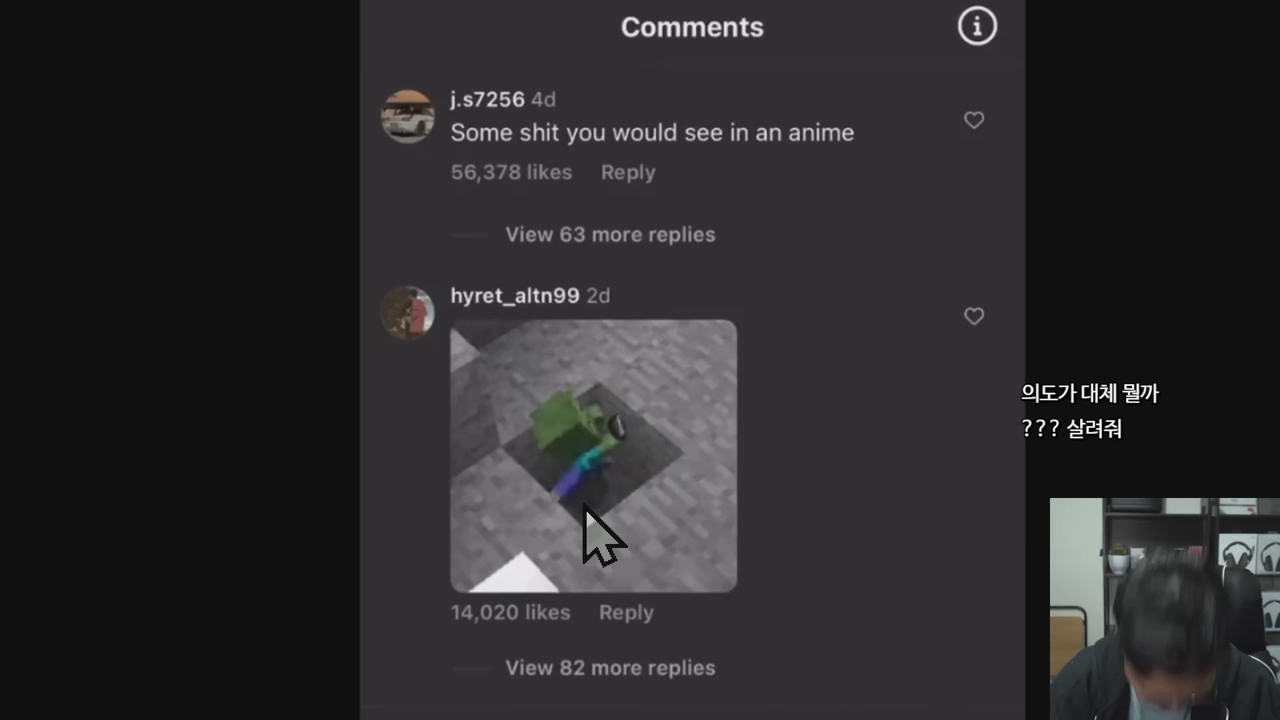 Comments
j.s7256 4d
Some shit you would see in an anime
56,378 likes Reply
View 63 more replies
hyret_altn99 2d
14,020 likes Reply
View 82 more replies
의도가 대체 뭘까
??? 살려줘